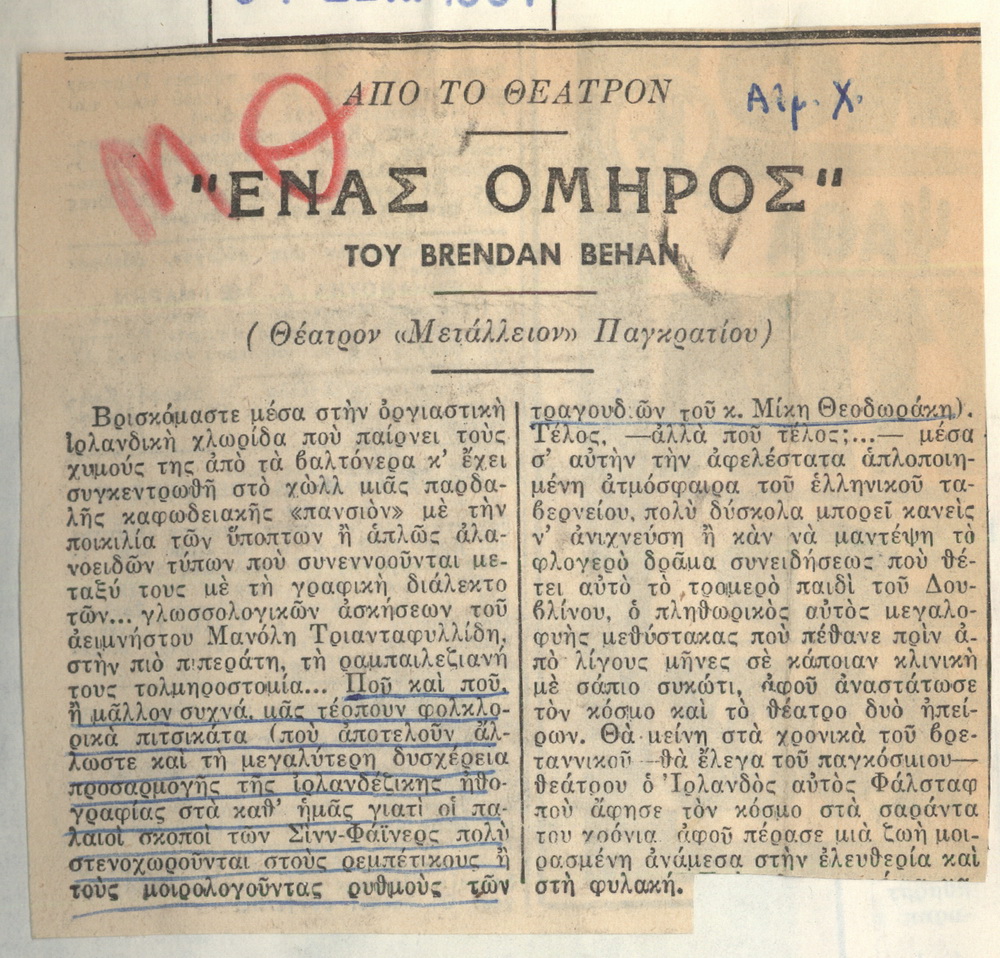 ΑΠΟ ΤΟ ΘΕΑΤΡΟΝ
Μ Θ
Ατμ. Χ.
"ΕΝΑΣ ΟΜΗΡΟΣ"
ΤΟΥ BRENDAN BEHAN
(Θέατρον «Μετάλλειον» Παγκρατίου)
Βρισκόμαστε μέσα στὴν ὀργιαστικὴ
ἰρλανδικὴ χλωρίδα ποὺ παίρνει τοὺς
χυμούς της ἀπὸ τὰ βαλτόνερα κ' ἔχει
συγκεντρωθῆ στὸ χὼλλ μιᾶς παρδα-
λῆς καφωδειακῆς «πανσιὸν» μὲ τὴν
ποικιλία τῶν ὕποπτων ἢ ἁπλῶς ἀλα-
νοειδῶν τύπων ποὺ συνεννοοῦνται με-
ταξύ τους μὲ τὴ γραφικὴ διάλεκτο
τῶν... γλωσσολογικῶν ἀσκήσεων τοῦ
ἀειμνήστου Μανόλη Τριανταφυλλίδη,
στὴν πιὸ πιπεράτη, τὴ ραμπαιλεζιανή
τους τολμηροστομία... Ποῦ καὶ ποῦ,
ἢ μᾶλλον συχνά, μᾶς τέρπουν φολκλο-
ρικὰ πιτσικάτα (ποὺ ἀποτελοῦν ἄλ-
λωστε καὶ τὴ μεγαλύτερη δυσχέρεια
προσαρμογῆς τῆς ἰρλανδέζικης ἠθο-
γραφίας στὰ καθ' ἡμᾶς γιατὶ οἱ πα-
λαιοὶ σκοποὶ τῶν Σὶνν-Φάϊνερς πολὺ
στενοχωροῦνται στοὺς ρεμπέτικους ἢ
τοὺς μοιρολογοῦντας ρυθμοὺς τῶν
τραγουδιῶν τοῦ κ. Μίκη Θεοδωράκη).
Τέλος, —ἀλλὰ ποῦ τέλος;...— μέσα
σ' αὐτὴν τὴν ἀφελέστατα ἁπλοποιη-
μένη ἀτμόσφαιρα τοῦ ἑλληνικοῦ τα-
βερνείου, πολὺ δύσκολα μπορεῖ κανεὶς
ν' ἀνιχνεύση ἢ κἂν νὰ μαντέψη τὸ
φλογερὸ δρᾶμα συνειδήσεως ποὺ θέ-
τει αὐτὸ τὸ τρομερὸ παιδὶ τοῦ Δου-
βλίνου, ὁ πληθωρικὸς αὐτὸς μεγαλο-
φυὴς μεθύστακας ποὺ πέθανε πρὶν ἀ-
πὸ λίγους μῆνες σὲ κάποιαν κλινικὴ
μὲ σάπιο συκώτι, ἀφοῦ ἀναστάτωσε
τὸν κόσμο καὶ τὸ θέατρο δυὸ ἠπεί-
ρων. Θὰ μείνη στὰ χρονικὰ τοῦ βρε-
ταννικοῦ —θὰ ἔλεγα τοῦ παγκόσμιου—
θεάτρου ὁ Ἰρλανδὸς αὐτὸς Φάλσταφ
ποὺ ἄφησε τὸν κόσμο στὰ σαράντα
του χρόνια ἀφοῦ πέρασε μιὰ ζωὴ μοι-
ρασμένη ἀνάμεσα στὴν ἐλευθερία καὶ
στὴ φυλακή.